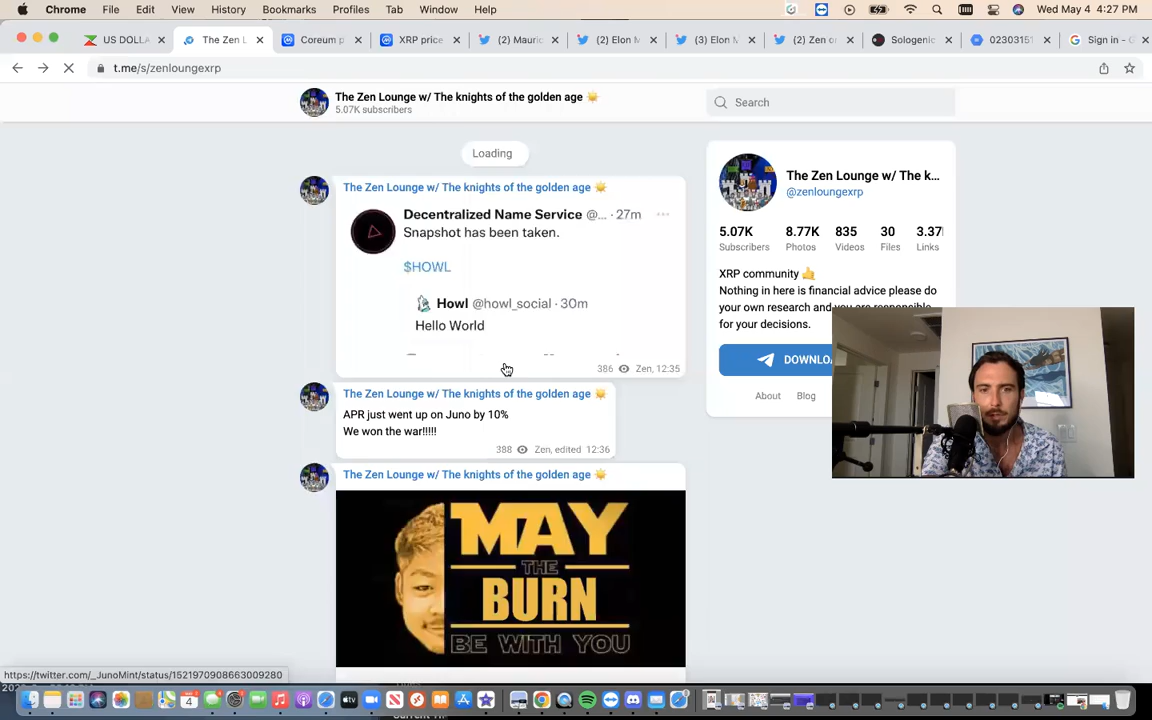 Chrome File Edit View History Bookmarks Profiles Tab Window Help Wed May 4 4:27 PM
US DOLLA The Zen L Coreum p XRP price (2) Mauric (2) Elon M (3) Elon M (2) Zen o Sologenic 02303151 Sign in -
t.me/s/zenloungexrp
The Zen Lounge w/ The knights of the golden age
5.07K subscribers
Search
Loading
The Zen Lounge w/ The knights of the golden age
Decentralized Name Service @... · 27m
Snapshot has been taken.
$HOWL
Howl @howl_social · 30m
Hello World
386 Zen, 12:35
The Zen Lounge w/ The knights of the golden age
APR just went up on Juno by 10%
We won the war!!!!!
388 Zen, edited 12:36
The Zen Lounge w/ The knights of the golden age
MAY
THE
BURN
BE WITH YOU
The Zen Lounge w/ The k...
@zenloungexrp
5.07K 8.77K 835 30 3.37
Subscribers Photos Videos Files Links
XRP community
Nothing in here is financial advice please do
your own research and you are responsible
for your decisions.
DOWNLO
About Blog
https://twitter.com/_JunoMint/status/1521970908663009280